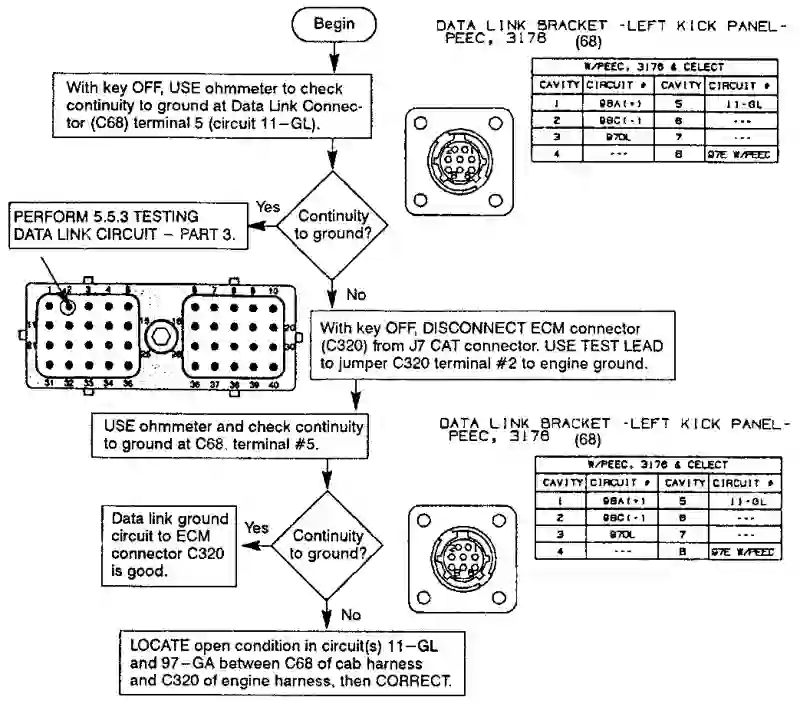 Begin
DATA LINK BRACKET -LEFT KICK PANEL-
PEEC, 3176 (68)
With key OFF, USE ohmmeter to check
continuity to ground at Data Link Connec-
tor (C68) terminal 5 (circuit 11-GL).
W/PEEC, 3176 & CELECT
CAVITY CIRCUIT # CAVITY CIRCUIT #
1 98A(+) 5 11-GL
2 98C(-) 6 ---
3 97DL 7 ---
4 --- 8 97E W/PEEC
2 1
Continuity
to ground?
Yes
PERFORM 5.5.3 TESTING
DATA LINK CIRCUIT – PART 3.
No
1 2 3 4 5 6 7 8 9 10
11 15 16 20
21 25 26 30
31 32 33 34 35 36 37 38 39 40
With key OFF, DISCONNECT ECM connector
(C320) from J7 CAT connector. USE TEST LEAD
to jumper C320 terminal #2 to engine ground.
USE ohmmeter and check continuity
to ground at C68, terminal #5.
DATA LINK BRACKET -LEFT KICK PANEL-
PEEC, 3176 (68)
W/PEEC, 3176 & CELECT
CAVITY CIRCUIT # CAVITY CIRCUIT #
1 98A(+) 5 11-GL
2 98C(-) 6 ---
3 97DL 7 ---
4 --- 8 97E W/PEEC
Continuity
to ground?
Yes
Data link ground
circuit to ECM
connector C320
is good.
No
LOCATE open condition in circuit(s) 11-GL
and 97-GA between C68 of cab harness
and C320 of engine harness, then CORRECT.